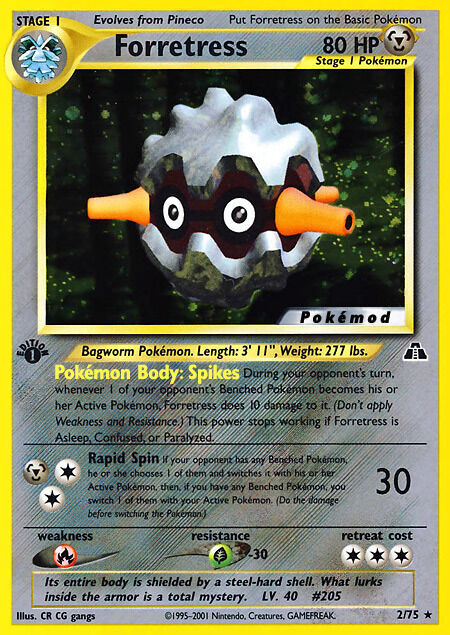 STAGE 1 Evolves from Pineco Put Forretress on the Basic Pokémon
Forretress 80 HP
Stage 1 Pokémon
Pokémod
EDITION
1
Bagworm Pokémon. Length: 3' 11", Weight: 277 lbs.
Pokémon Body: Spikes During your opponent's turn,
whenever 1 of your opponent's Benched Pokémon becomes his or
her Active Pokémon, Forretress does 10 damage to it. (Don't apply
Weakness and Resistance.) This power stops working if Forretress is
Asleep, Confused, or Paralyzed.
Rapid Spin If your opponent has any Benched Pokémon,
he or she chooses 1 of them and switches it with his or her
Active Pokémon, then, if you have any Benched Pokémon, you
switch 1 of them with your Active Pokémon. (Do the damage
before switching the Pokémon.)
30
weakness resistance retreat cost
-30
Its entire body is shielded by a steel-hard shell. What lurks
inside the armor is a total mystery. LV. 40 #205
Illus. CR CG gangs ©1995-2001 Nintendo, Creatures, GAMEFREAK. 2/75 ★